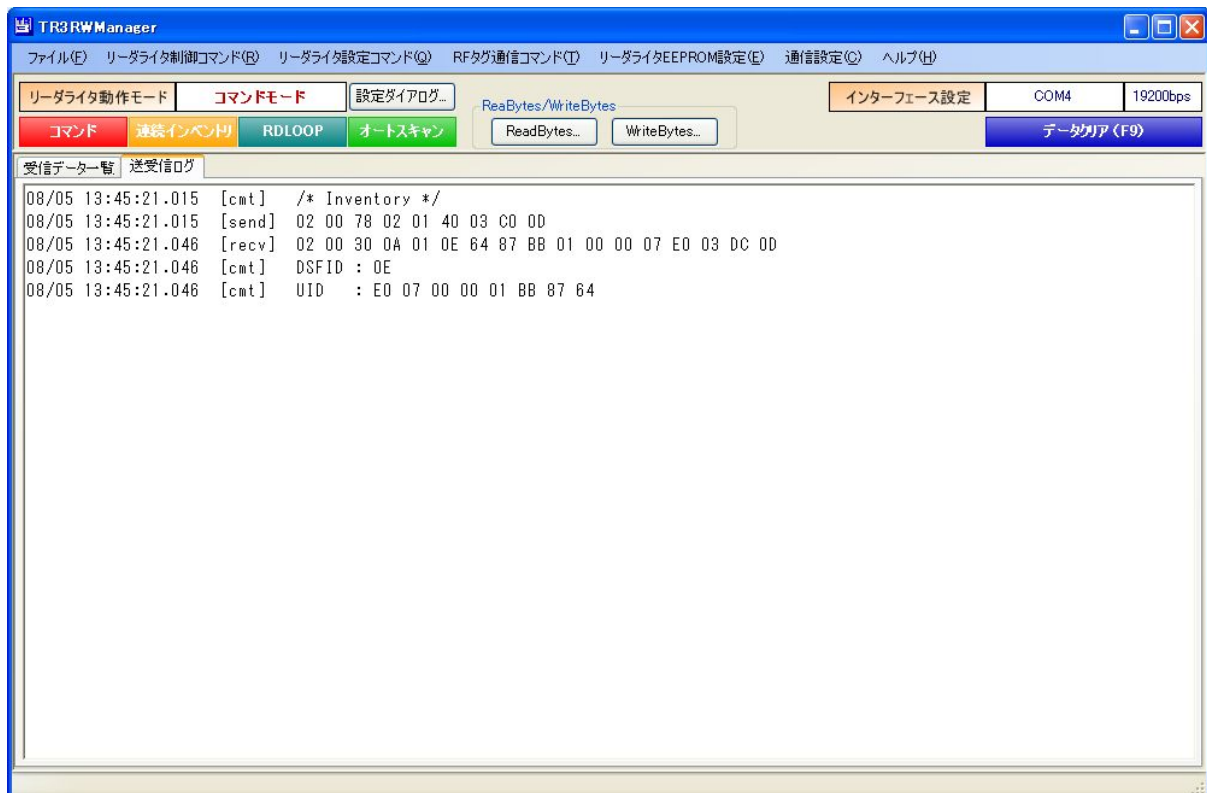 TR3RWManager
ファイル(F) リーダライタ制御コマンド(R) リーダライタ設定コマンド(Q) RFタグ通信コマンド(T) リーダライタEEPROM設定(E) 通信設定(C) ヘルプ(H)
リーダライタ動作モード コマンドモード 設定ダイアログ... ReaBytes/WriteBytes インターフェース設定 COM4 19200bps
コマンド 連続インベントリ RDLOOP オートスキャン ReadBytes... WriteBytes... データクリア(F9)
受信データ一覧 送受信ログ
08/05 13:45:21.015 [cmt] /* Inventory */
08/05 13:45:21.015 [send] 02 00 78 02 01 40 03 C0 0D
08/05 13:45:21.046 [recv] 02 00 30 0A 01 0E 64 87 BB 01 00 00 07 E0 03 DC 0D
08/05 13:45:21.046 [cmt] DSFID : 0E
08/05 13:45:21.046 [cmt] UID : E0 07 00 00 01 BB 87 64